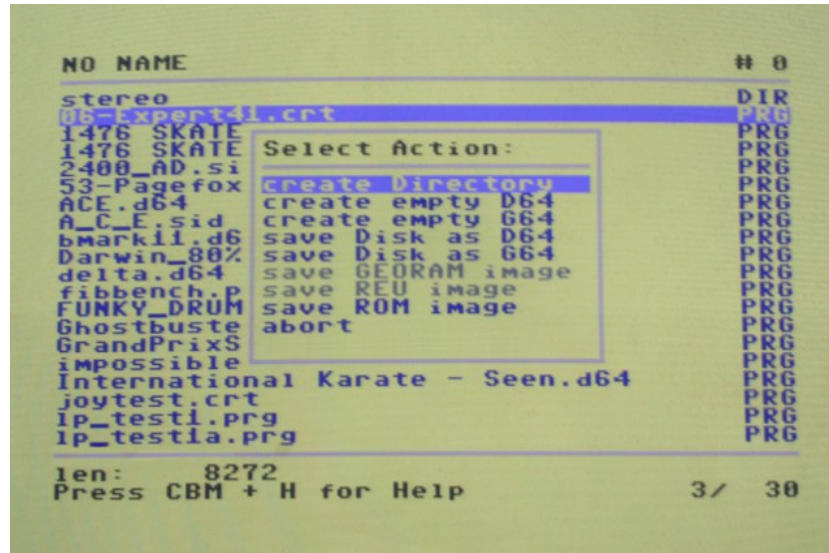 NO NAME # 0
stereo DIR
06-Expert41.crt PRG
1476 SKATE PRG
1476 SKATE PRG
2400_AD.si PRG
53-Pagefox PRG
ACE.d64 PRG
A_C_E.sid PRG
bmark11.d6 PRG
Darwin_80% PRG
delta.d64 PRG
fibbench.p PRG
FUNKY_DRUM PRG
Ghostbuste PRG
GrandPrixS PRG
impossible PRG
International Karate - Seen.d64 PRG
joytest.crt PRG
lp_test1.prg PRG
lp_test1a.prg PRG
Select Action:
create Directory
create empty D64
create empty G64
save Disk as D64
save Disk as G64
save GEORAM image
save REU image
save ROM image
abort
len: 8272
Press CBM + H for Help 3/ 30